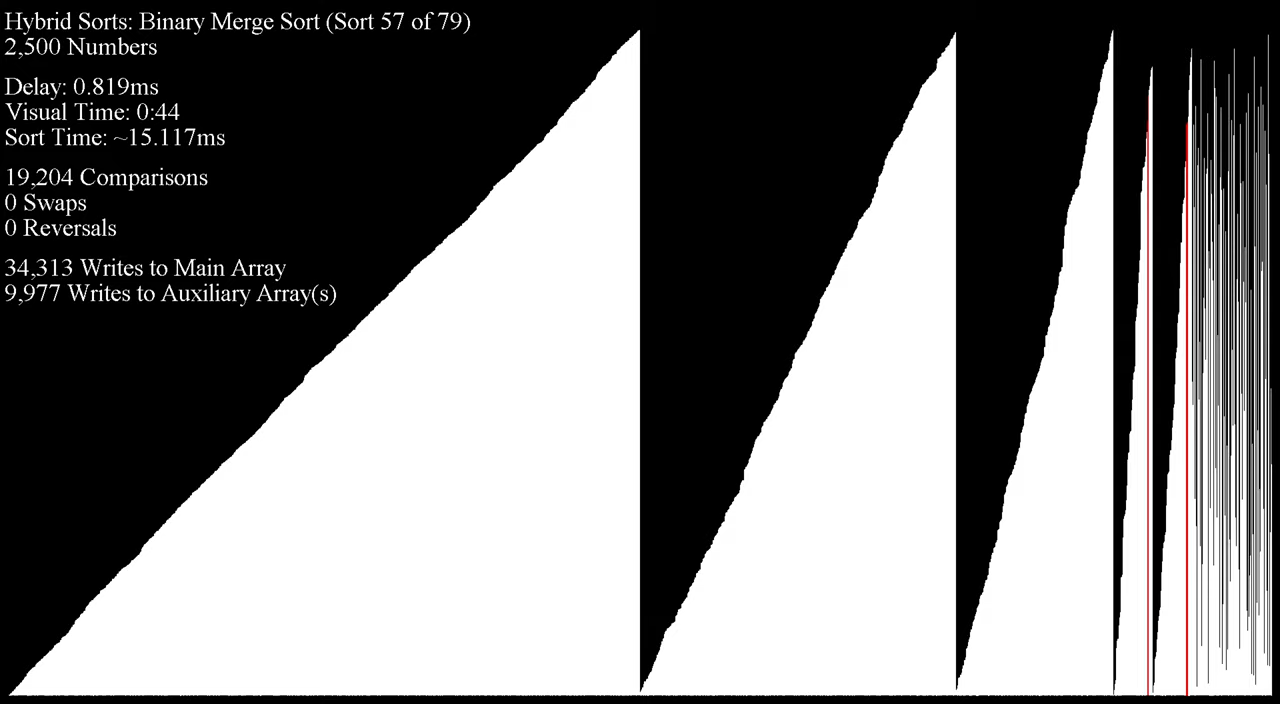 Hybrid Sorts: Binary Merge Sort (Sort 57 of 79)
2,500 Numbers
Delay: 0.819ms
Visual Time: 0:44
Sort Time: ~15.117ms
19,204 Comparisons
0 Swaps
0 Reversals
34,313 Writes to Main Array
9,977 Writes to Auxiliary Array(s)